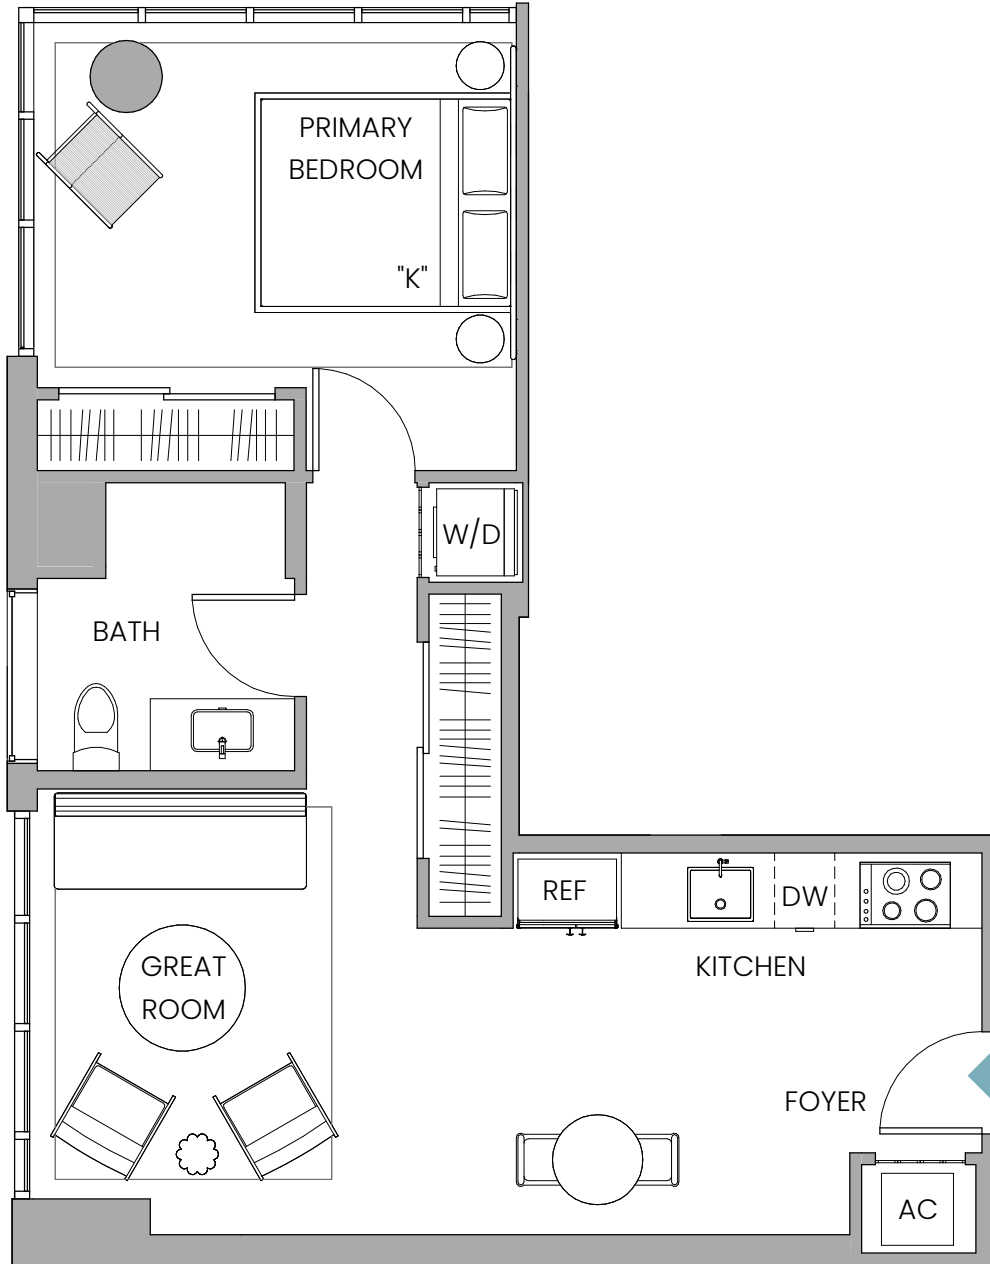 PRIMARY
BEDROOM
"K"
W/D
BATH
REF
DW
KITCHEN
GREAT
ROOM
FOYER
AC